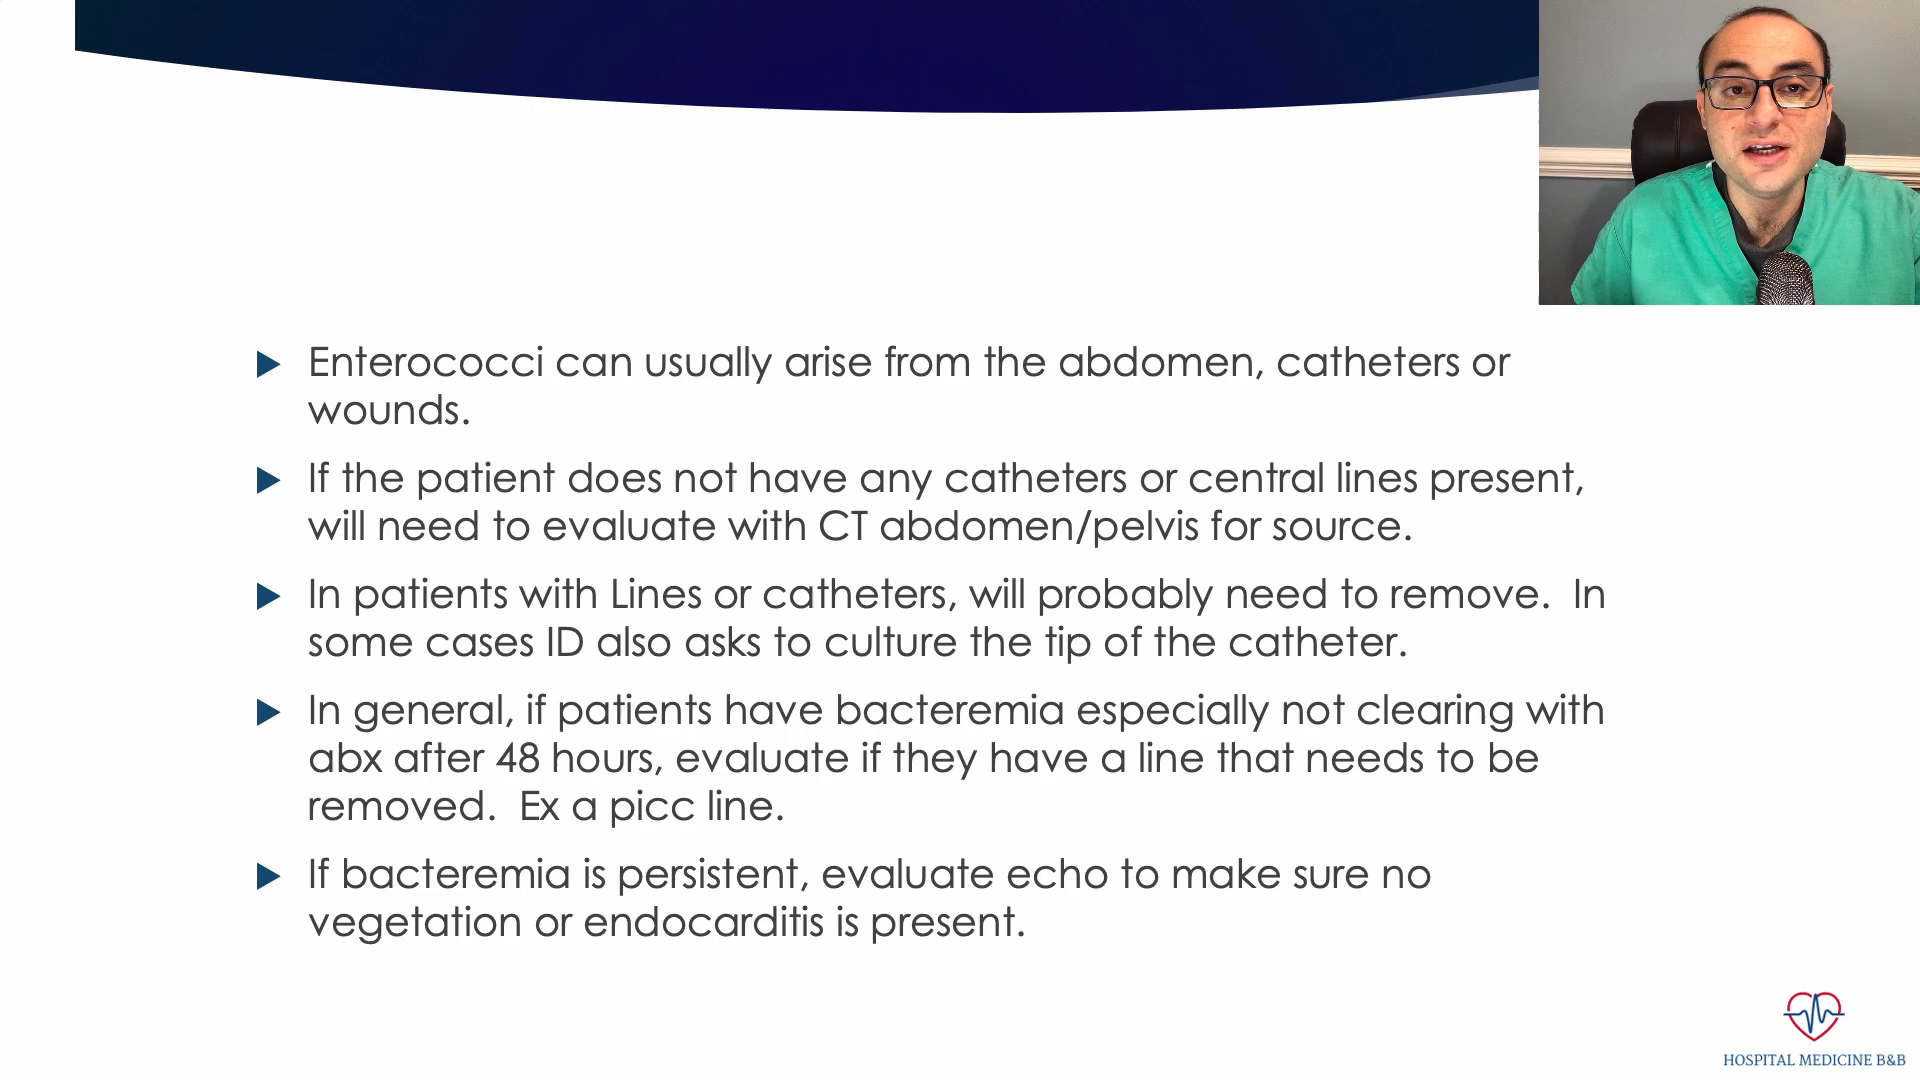 Enterococci can usually arise from the abdomen, catheters or
wounds.
If the patient does not have any catheters or central lines present,
will need to evaluate with CT abdomen/pelvis for source.
In patients with Lines or catheters, will probably need to remove.  In
some cases ID also asks to culture the tip of the catheter.
In general, if patients have bacteremia especially not clearing with
abx after 48 hours, evaluate if they have a line that needs to be
removed.  Ex a picc line.
If bacteremia is persistent, evaluate echo to make sure no
vegetation or endocarditis is present.
HOSPITAL MEDICINE B&B